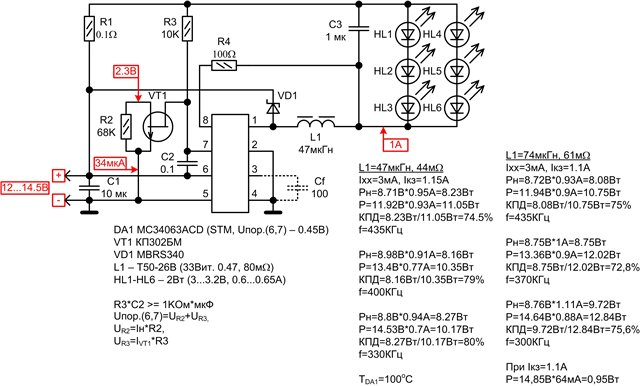 R1
0.1Ω
R3
10K
R4
100Ω
C3
1 мк
HL1
HL4
HL2
HL5
HL3
HL6
2.3В
VT1
VD1
R2
68K
34мкА
L1
47мкГн
1A
8
1
7
2
6
3
5
4
C2
0.1
12...14.5В
+
-
C1
10 мк
Cf
100
DA1 MC34063ACD (STM, Uпор.(6,7) – 0.45В)
VT1 КП302БМ
VD1 MBRS340
L1 – T50-26В (33Вит. 0.47, 80мΩ)
HL1-HL6 – 2Вт (3...3.2В, 0.6...0.65А)
R3*C2 >= 1KОм*мкФ
Uпор.(6,7)=UR2+UR3,
UR2=Iн*R2,
UR3=IVT1*R3
L1=47мкГн, 44мΩ
Iхх=3мА, Iкз=1.15А
Рн=8.71В*0.95А=8.23Вт
Р=11.92В*0.93А=11.05Вт
КПД=8.23Вт/11.05Вт=74.5%
f=435КГц
Рн=8.98В*0.91А=8.16Вт
Р=13.4В*0.77А=10.35Вт
КПД=8.16Вт/10.35Вт=79%
f=400КГц
Рн=8.8В*0.94А=8.27Вт
Р=14.53В*0.7А=10.17Вт
КПД=8.27Вт/10.17Вт=80%
f=330КГц
TDA1=100°С
L1=74мкГн, 61мΩ
Iхх=3мА, Iкз=1.1А
Рн=8.72В*0.93А=8.08Вт
Р=11.94В*0.9А=10.75Вт
КПД=8.08Вт/10.75Вт=75%
f=435КГц
Рн=8.75В*1А=8.75Вт
Р=13.36В*0.9А=12.02Вт
КПД=8.75Вт/12.02Вт=72,8%
f=370КГц
Рн=8.76В*1.11А=9.72Вт
Р=14.64В*0.88А=12.84Вт
КПД=9.72Вт/12.84Вт=75,6%
f=300КГц
При Iкз=1.1А
Р=14,85В*64мА=0,95Вт